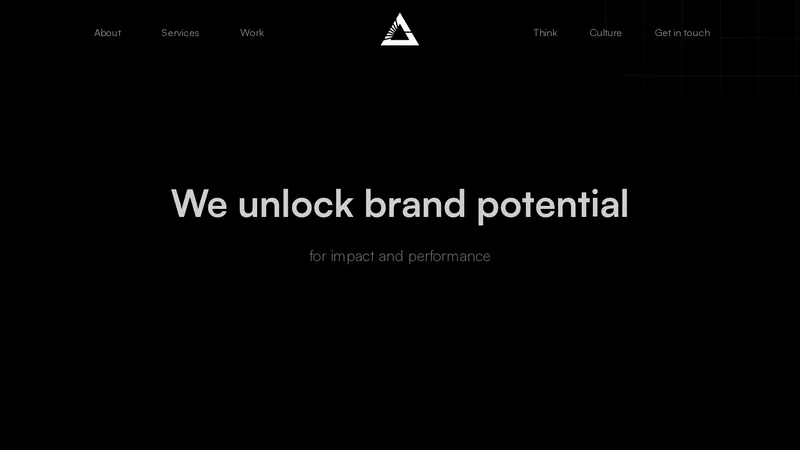 About
Services
Work
Think
Culture
Get in touch
We unlock brand potential
for impact and performance